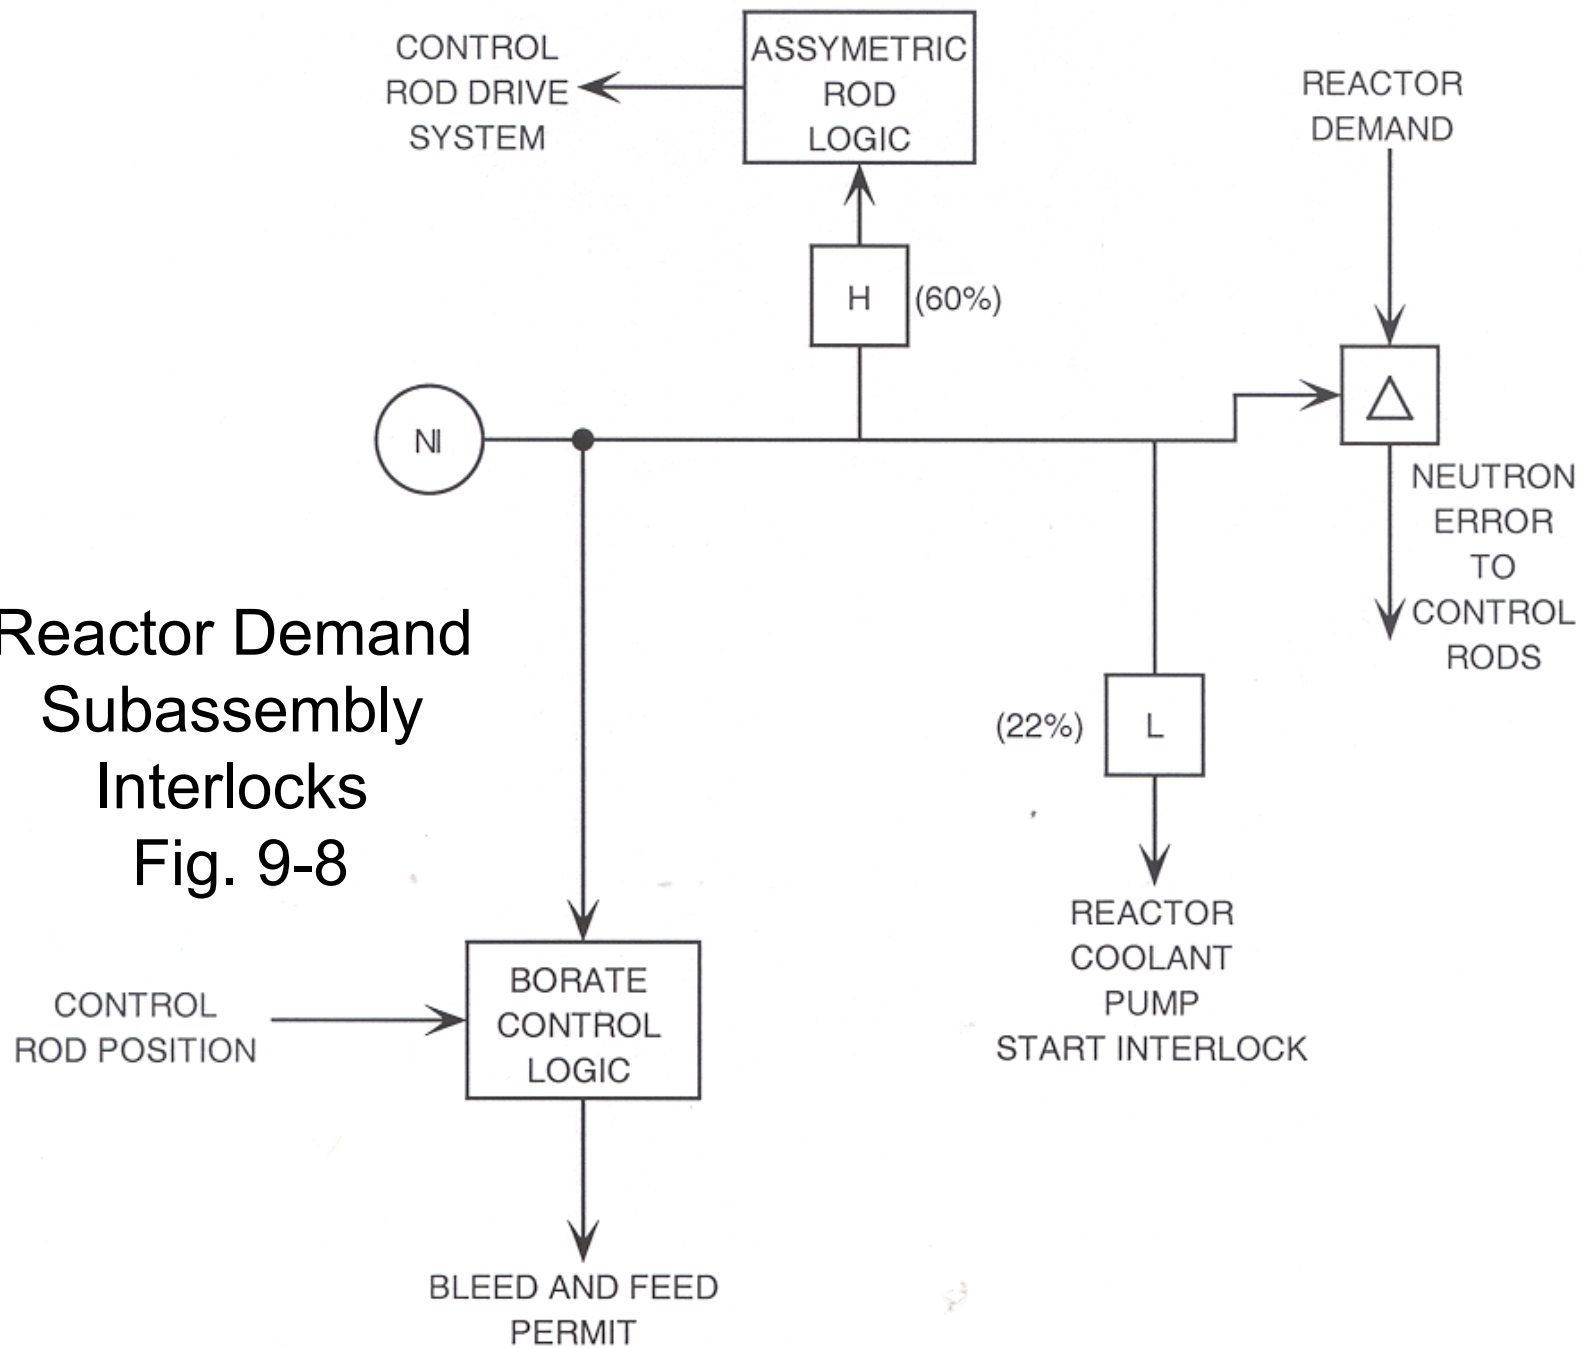 CONTROL
ROD DRIVE
SYSTEM
ASSYMETRIC
ROD
LOGIC
REACTOR
DEMAND
H
(60%)
NI
△
NEUTRON
ERROR
TO
CONTROL
RODS
Reactor Demand
Subassembly
Interlocks
Fig. 9-8
(22%)
L
REACTOR
COOLANT
PUMP
START INTERLOCK
CONTROL
ROD POSITION
BORATE
CONTROL
LOGIC
BLEED AND FEED
PERMIT